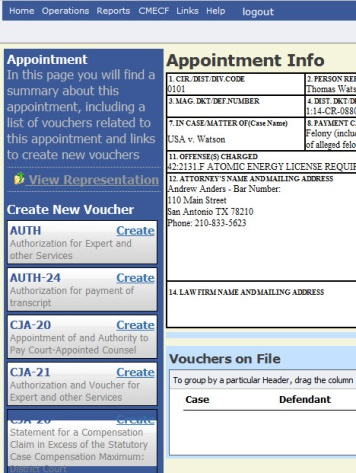 Home Operations Reports CMECF Links Help logout
Appointment
In this page you will find a
summary about this
appointment, including a
list of vouchers related to
this appointment and links
to create new vouchers
View Representation
Create New Voucher
AUTH Create
Authorization for Expert and
other Services
AUTH-24 Create
Authorization for payment of
transcript
CJA-20 Create
Appointment of and Authority to
Pay Court-Appointed Counsel
CJA-21 Create
Authorization and Voucher for
Expert and other Services
CJA-26 Create
Statement for a Compensation
Claim in Excess of the Statutory
Case Compensation Maximum:
District Court
Appointment Info
1. CIR./DIST/DIV.CODE
0101
2. PERSON REP
Thomas Wats
3. MAG. DKT/DEF.NUMBER
4. DIST. DKT/D
1:14-CR-0880
7. IN CASE/MATTER OF(Case Name)
USA v. Watson
8. PAYMENT C
Felony (inclu
of alleged felo
11. OFFENSE(S) CHARGED
42:2131.F ATOMIC ENERGY LICENSE REQUIR
12. ATTORNEY'S NAME AND MAILING ADDRESS
Andrew Anders - Bar Number:
110 Main Street
San Antonio TX 78210
Phone: 210-833-5623
14. LAW FIRM NAME AND MAILING ADDRESS
Vouchers on File
To group by a particular Header, drag the column
Case Defendant